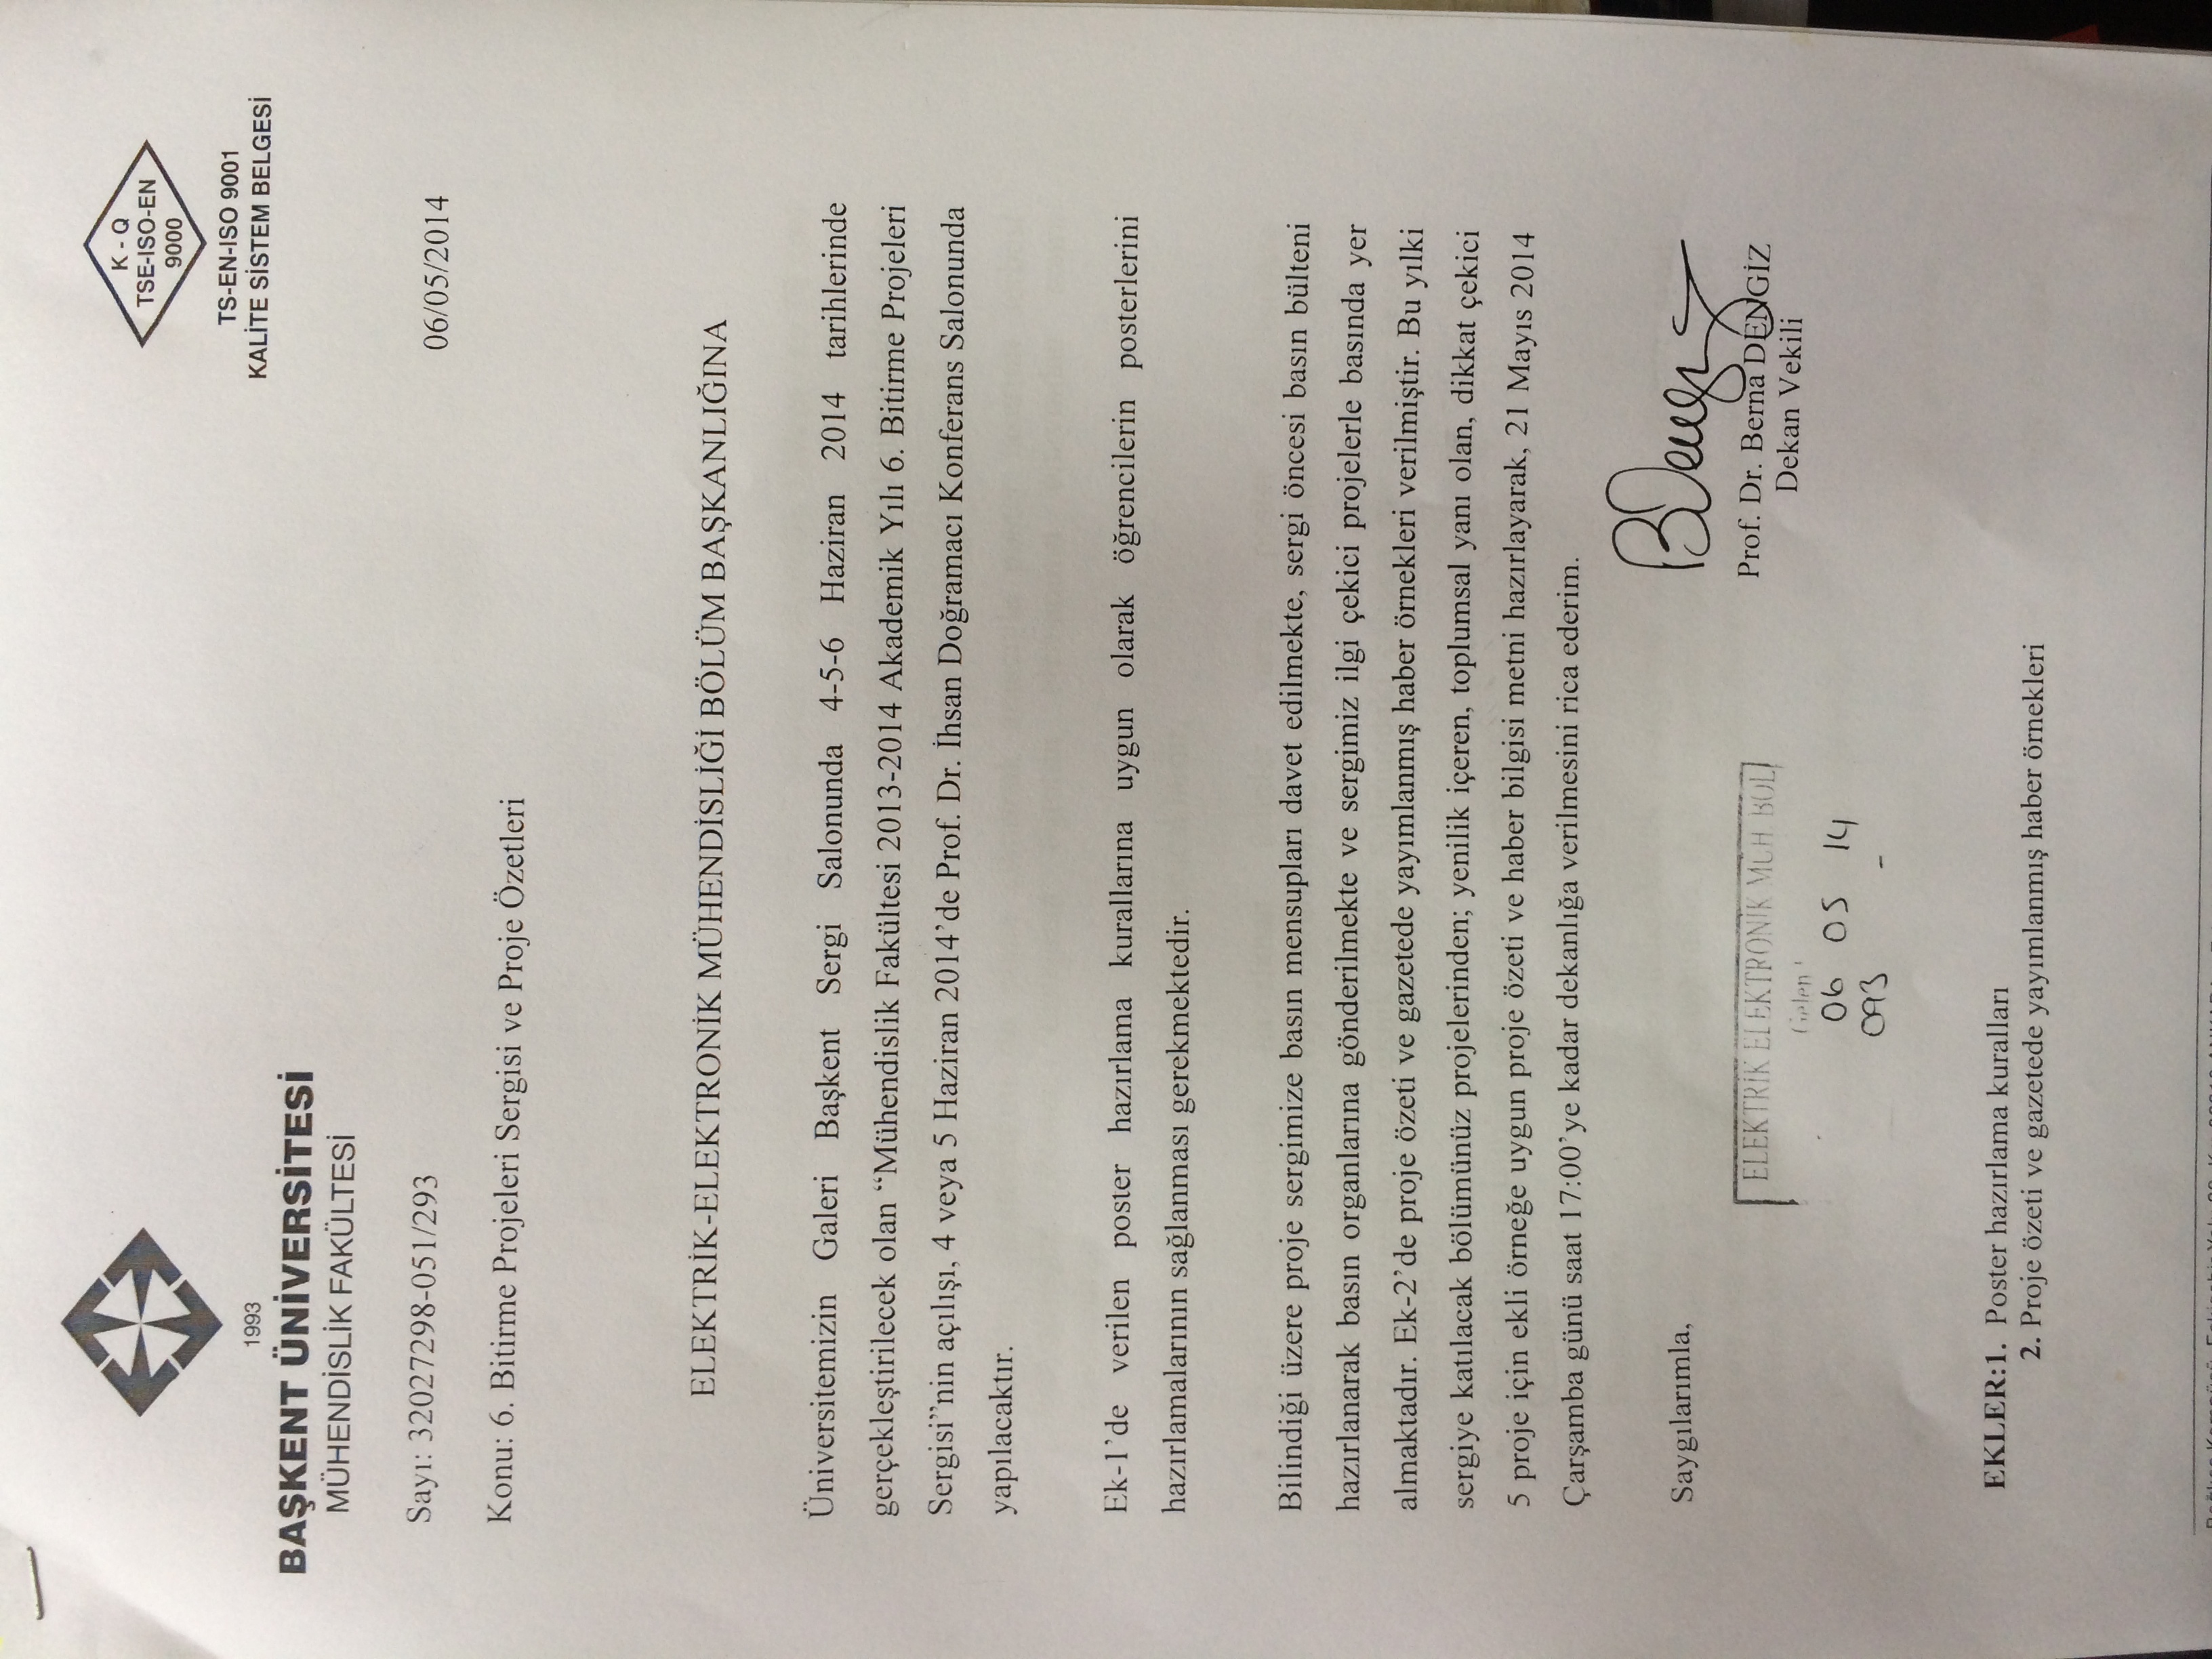 1993
BAŞKENT ÜNİVERSİTESİ
MÜHENDİSLİK FAKÜLTESİ
K - Q
TSE-ISO-EN
9000
TS-EN-ISO 9001
KALİTE SİSTEM BELGESİ
Sayı: 32027298-051/293
06/05/2014
Konu: 6. Bitirme Projeleri Sergisi ve Proje Özetleri
ELEKTRİK-ELEKTRONİK MÜHENDİSLİĞİ BÖLÜM BAŞKANLIĞINA
Üniversitemizin Galeri Başkent Sergi Salonunda 4-5-6 Haziran 2014 tarihlerinde
gerçekleştirilecek olan “Mühendislik Fakültesi 2013-2014 Akademik Yılı 6. Bitirme Projeleri
Sergisi”nin açılışı, 4 veya 5 Haziran 2014’de Prof. Dr. İhsan Doğramacı Konferans Salonunda
yapılacaktır.
Ek-1’de verilen poster hazırlama kurallarına uygun olarak öğrencilerin posterlerini
hazırlamalarının sağlanması gerekmektedir.
Bilindiği üzere proje sergimize basın mensupları davet edilmekte, sergi öncesi basın bülteni
hazırlanarak basın organlarına gönderilmekte ve sergimiz ilgi çekici projelerle basında yer
almaktadır. Ek-2’de proje özeti ve gazetede yayımlanmış haber örnekleri verilmiştir. Bu yılki
sergiye katılacak bölümünüz projelerinden; yenilik içeren, toplumsal yanı olan, dikkat çekici
5 proje için ekli örneğe uygun proje özeti ve haber bilgisi metni hazırlayarak, 21 Mayıs 2014
Çarşamba günü saat 17:00’ye kadar dekanlığa verilmesini rica ederim.
Saygılarımla,
BDengiz
Prof. Dr. Berna DENGİZ
Dekan Vekili
ELEKTRİK ELEKTRONİK MÜH. BÖL
Gelen
06 05 14
093 -
EKLER:1. Poster hazırlama kuralları
2. Proje özeti ve gazetede yayımlanmış haber örnekleri